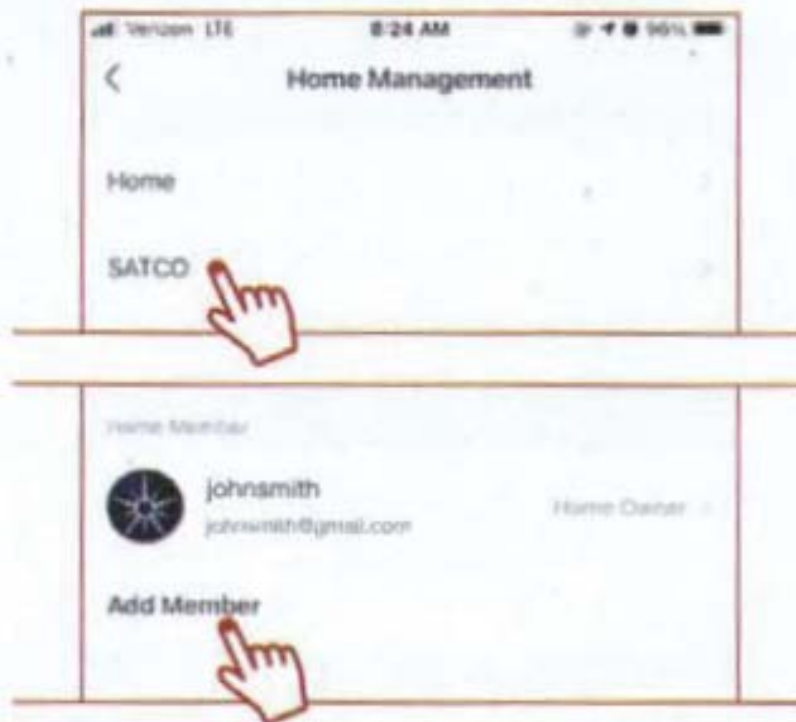 Verizon LTE 8:24 AM 96%
Home Management
Home
SATCO
Home Member
johnsmith
johnsmith@gmail.com
Home Owner
Add Member